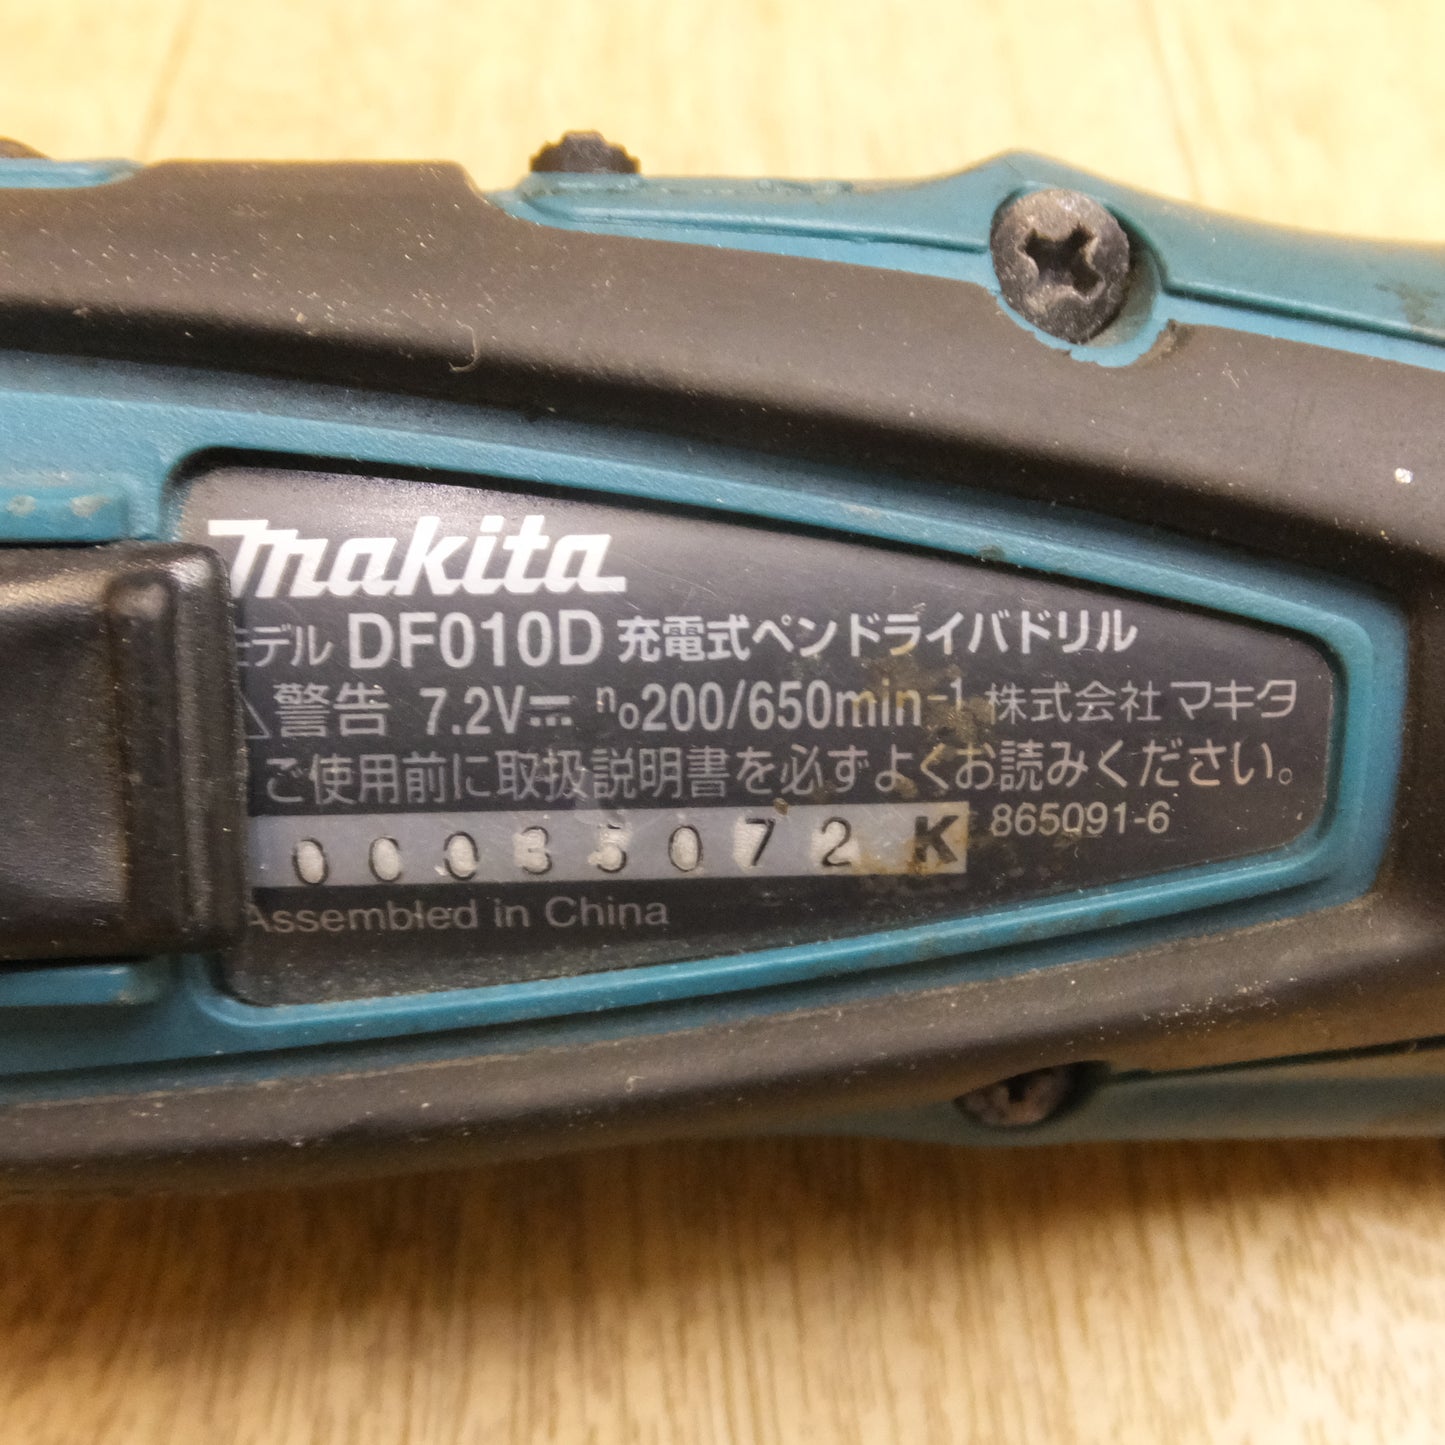 makita
モデル DF010D 充電式ペンドライバドリル
警告 7.2V⎓ n₀200/650min⁻¹ 株式会社マキタ
ご使用前に取扱説明書を必ずよくお読みください。
00035072 K 865091-6
Assembled in China